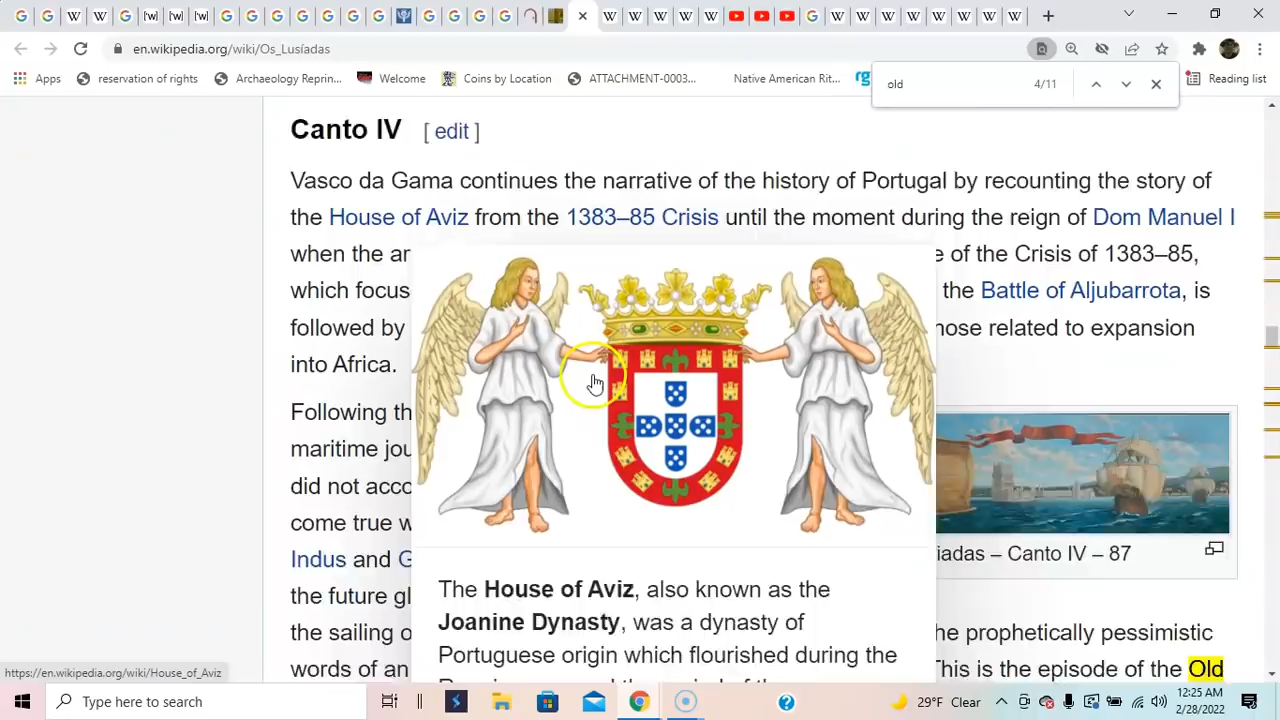 en.wikipedia.org/wiki/Os_Lusíadas
Apps
reservation of rights
Archaeology Reprin...
Welcome
Coins by Location
ATTACHMENT-0003...
Native American Rit...
Reading list
old
4/11
Canto IV [ edit ]
Vasco da Gama continues the narrative of the history of Portugal by recounting the story of
the House of Aviz from the 1383–85 Crisis until the moment during the reign of Dom Manuel I
when the ar
e of the Crisis of 1383–85,
which focus
the Battle of Aljubarrota, is
followed by
hose related to expansion
into Africa.
Following th
maritime jou
did not acco
come true w
Indus and G
iadas – Canto IV – 87
the future gl
the sailing o
he prophetically pessimistic
words of an
This is the episode of the Old
The House of Aviz, also known as the
Joanine Dynasty, was a dynasty of
Portuguese origin which flourished during the
https://en.wikipedia.org/wiki/House_of_Aviz
Type here to search
29°F Clear
12:25 AM
2/28/2022